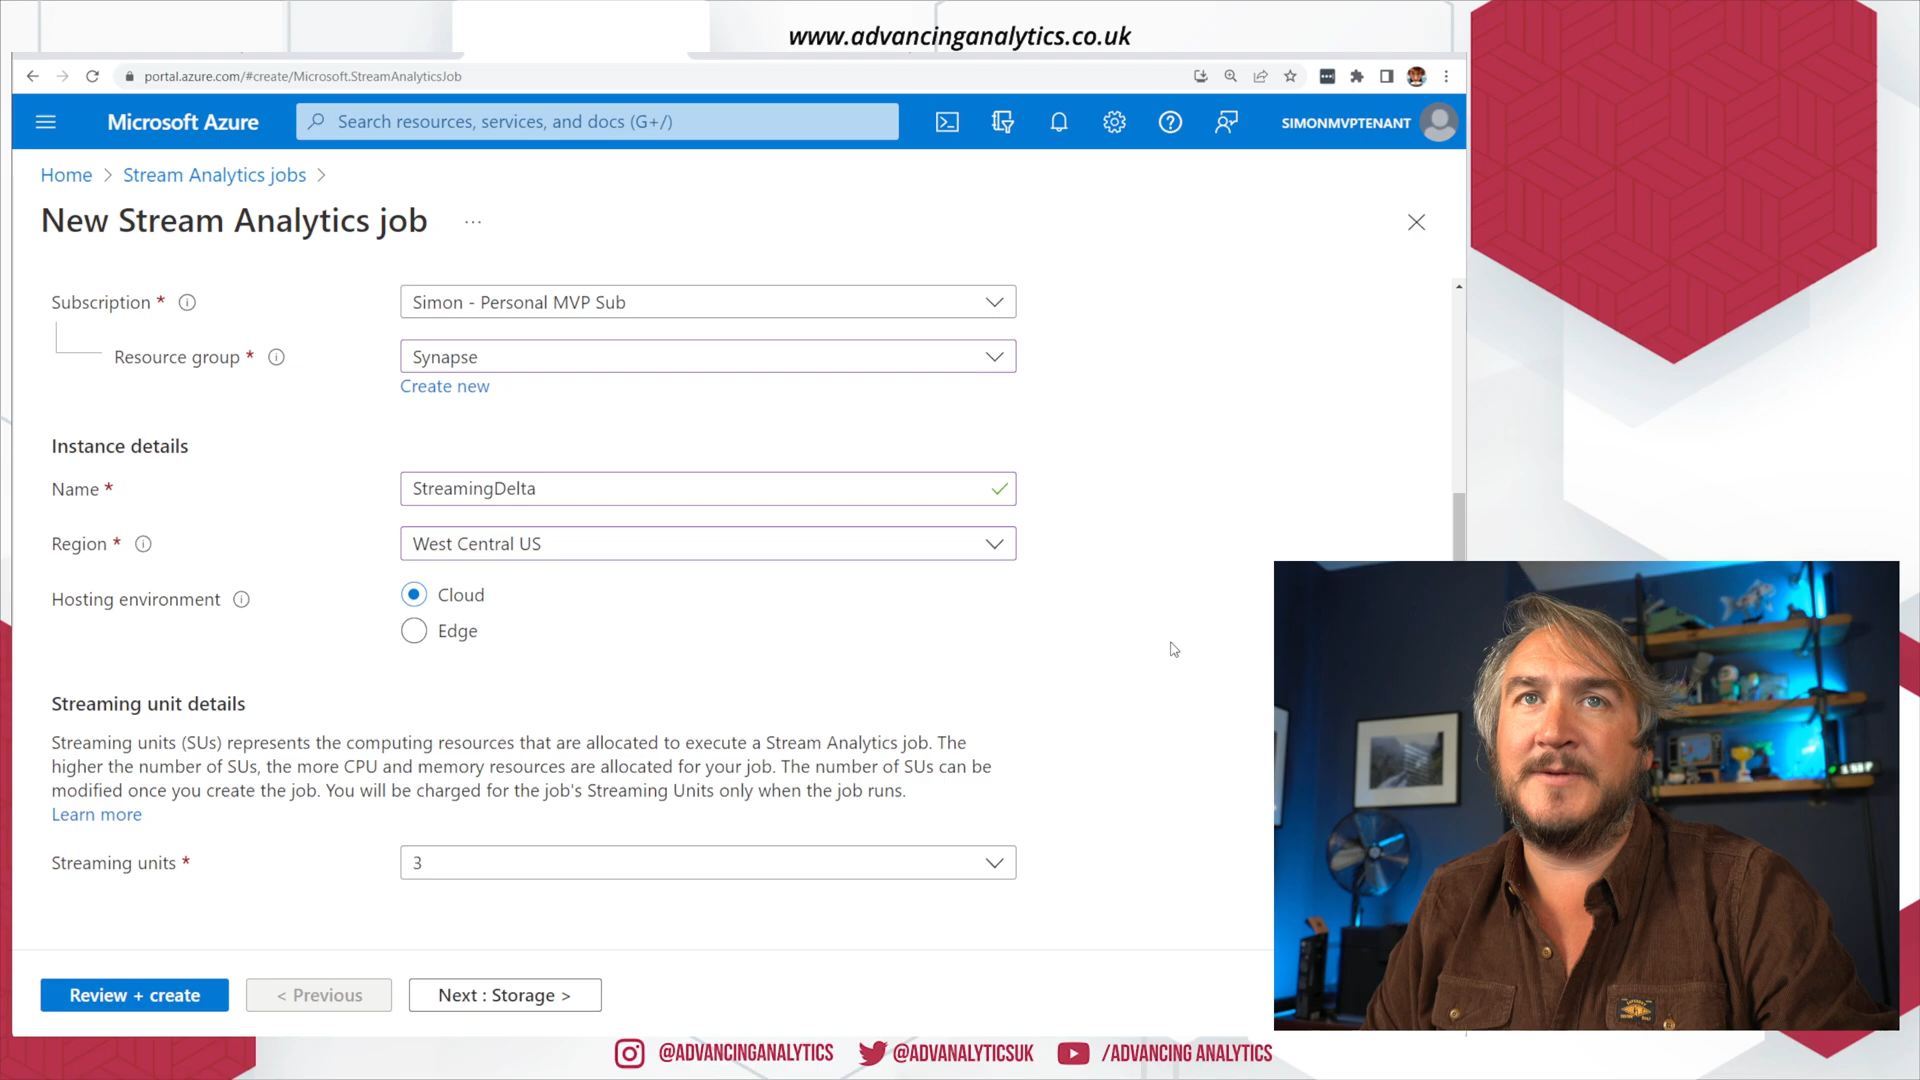 www.advancinganalytics.co.uk
portal.azure.com/#create/Microsoft.StreamAnalyticsJob
Microsoft Azure
Search resources, services, and docs (G+/)
SIMONMVPTENANT
Home > Stream Analytics jobs >
New Stream Analytics job ...
Subscription *
Simon - Personal MVP Sub
Resource group *
Synapse
Create new
Instance details
Name *
StreamingDelta
Region *
West Central US
Hosting environment
Cloud
Edge
Streaming unit details
Streaming units (SUs) represents the computing resources that are allocated to execute a Stream Analytics job. The
higher the number of SUs, the more CPU and memory resources are allocated for your job. The number of SUs can be
modified once you create the job. You will be charged for the job's Streaming Units only when the job runs.
Learn more
Streaming units *
3
Review + create
< Previous
Next : Storage >
@ADVANCINGANALYTICS
@ADVANALYTICSUK
/ADVANCING ANALYTICS